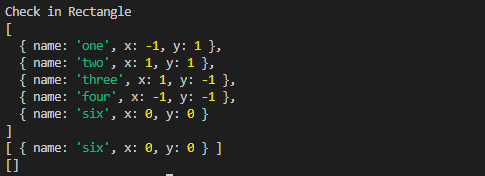 Check in Rectangle
[
  { name: 'one', x: -1, y: 1 },
  { name: 'two', x: 1, y: 1 },
  { name: 'three', x: 1, y: -1 },
  { name: 'four', x: -1, y: -1 },
  { name: 'six', x: 0, y: 0 }
]
[ { name: 'six', x: 0, y: 0 } ]
[]